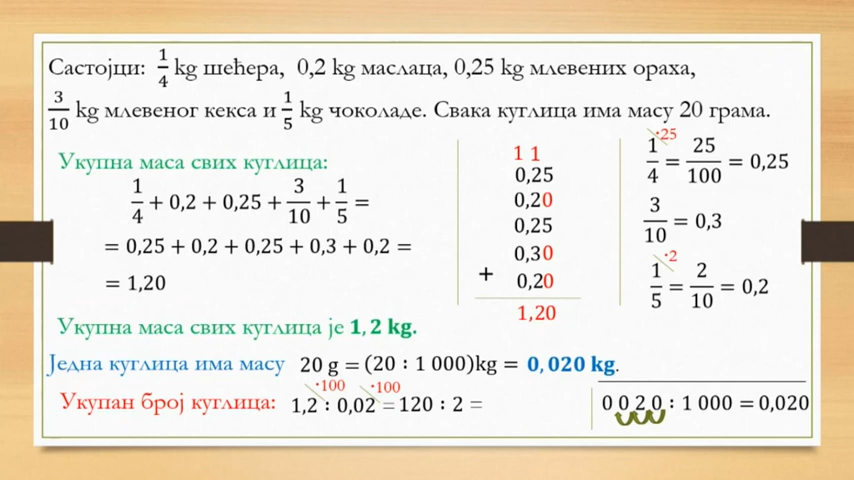 Састојци: 1/4 kg шећера, 0,2 kg маслаца, 0,25 kg млевених ораха,
3/10 kg млевеног кекса и 1/5 kg чоколаде. Свака куглица има масу 20 грама.
Укупна маса свих куглица:
1/4 + 0,2 + 0,25 + 3/10 + 1/5 =
= 0,25 + 0,2 + 0,25 + 0,3 + 0,2 =
= 1,20
1 1
0,25
0,20
0,25
0,30
+ 0,20
1,20
·25
1/4 = 25/100 = 0,25
3/10 = 0,3
·2
1/5 = 2/10 = 0,2
Укупна маса свих куглица је 1,2 kg.
Једна куглица има масу 20 g = (20 : 1 000)kg = 0,020 kg.
·100 ·100
Укупан број куглица: 1,2 : 0,02 = 120 : 2 =
0 0 2 0 : 1 000 = 0,020